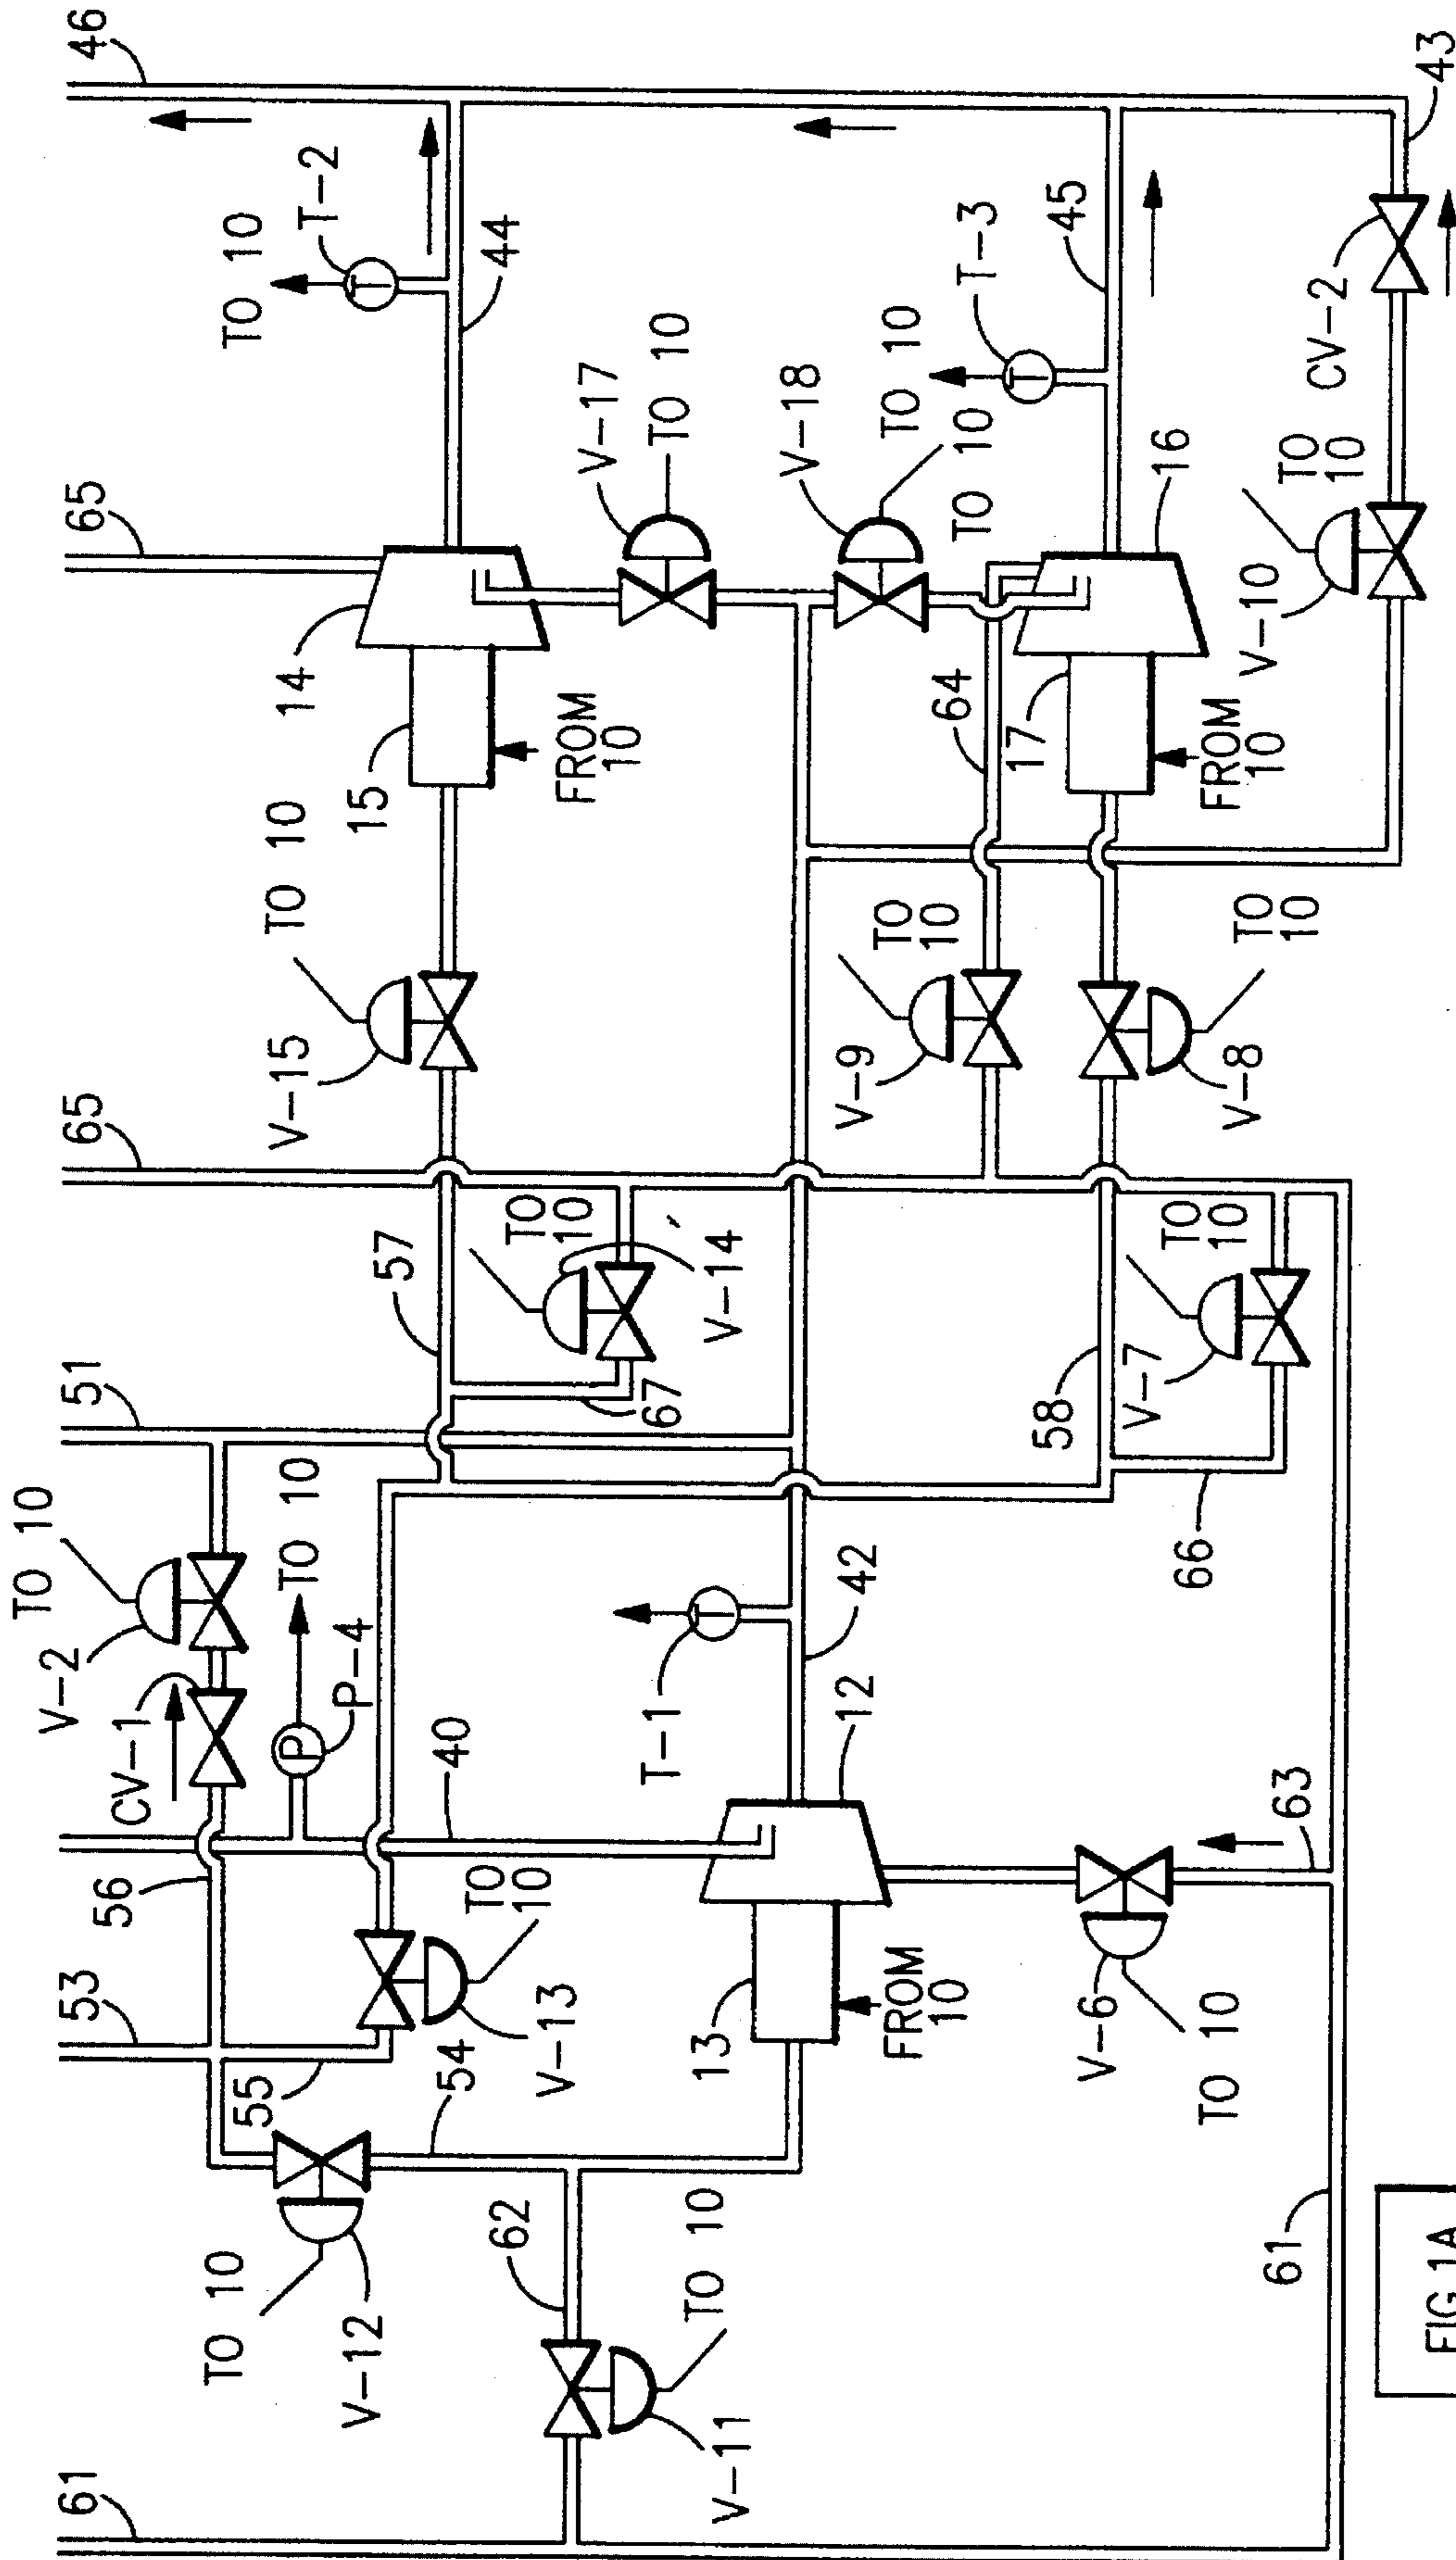 46
TO 10
T-2
44
65
14
15
FROM
10
V-17
TO 10
V-18
TO 10
TO 10
T-3
45
43
CV-2
TO
10
V-10
16
17
64
FROM
10
TO 10
V-15
TO
10
V-9
TO
10
V-8
65
57
TO
10
V-14'
67
51
58
TO
10
V-7
66
TO 10
V-2
CV-1
TO 10
P
P-4
T
T
T
T-1
42
12
40
56
53
55
54
TO
10
V-13
13
FROM
10
63
V-6
TO 10
TO 10
V-12
62
TO 10
V-11
61
61
FIG.1A